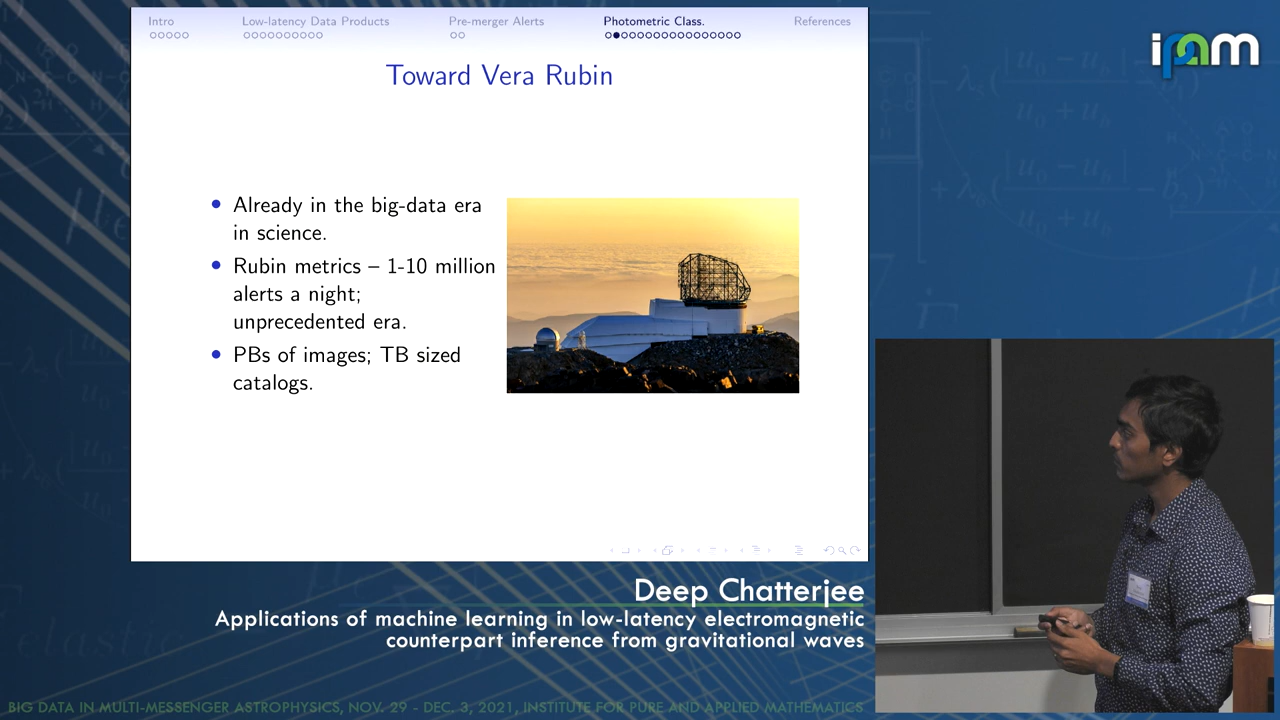 Intro
Low-latency Data Products
Pre-merger Alerts
Photometric Class.
References
ipam
Toward Vera Rubin
Already in the big-data era
in science.
Rubin metrics – 1-10 million
alerts a night;
unprecedented era.
PBs of images; TB sized
catalogs.
Deep Chatterjee
Applications of machine learning in low-latency electromagnetic
counterpart inference from gravitational waves
BIG DATA IN MULTI-MESSENGER ASTROPHYSICS, NOV. 29 - DEC. 3, 2021, INSTITUTE FOR PURE AND APPLIED MATHEMATICS